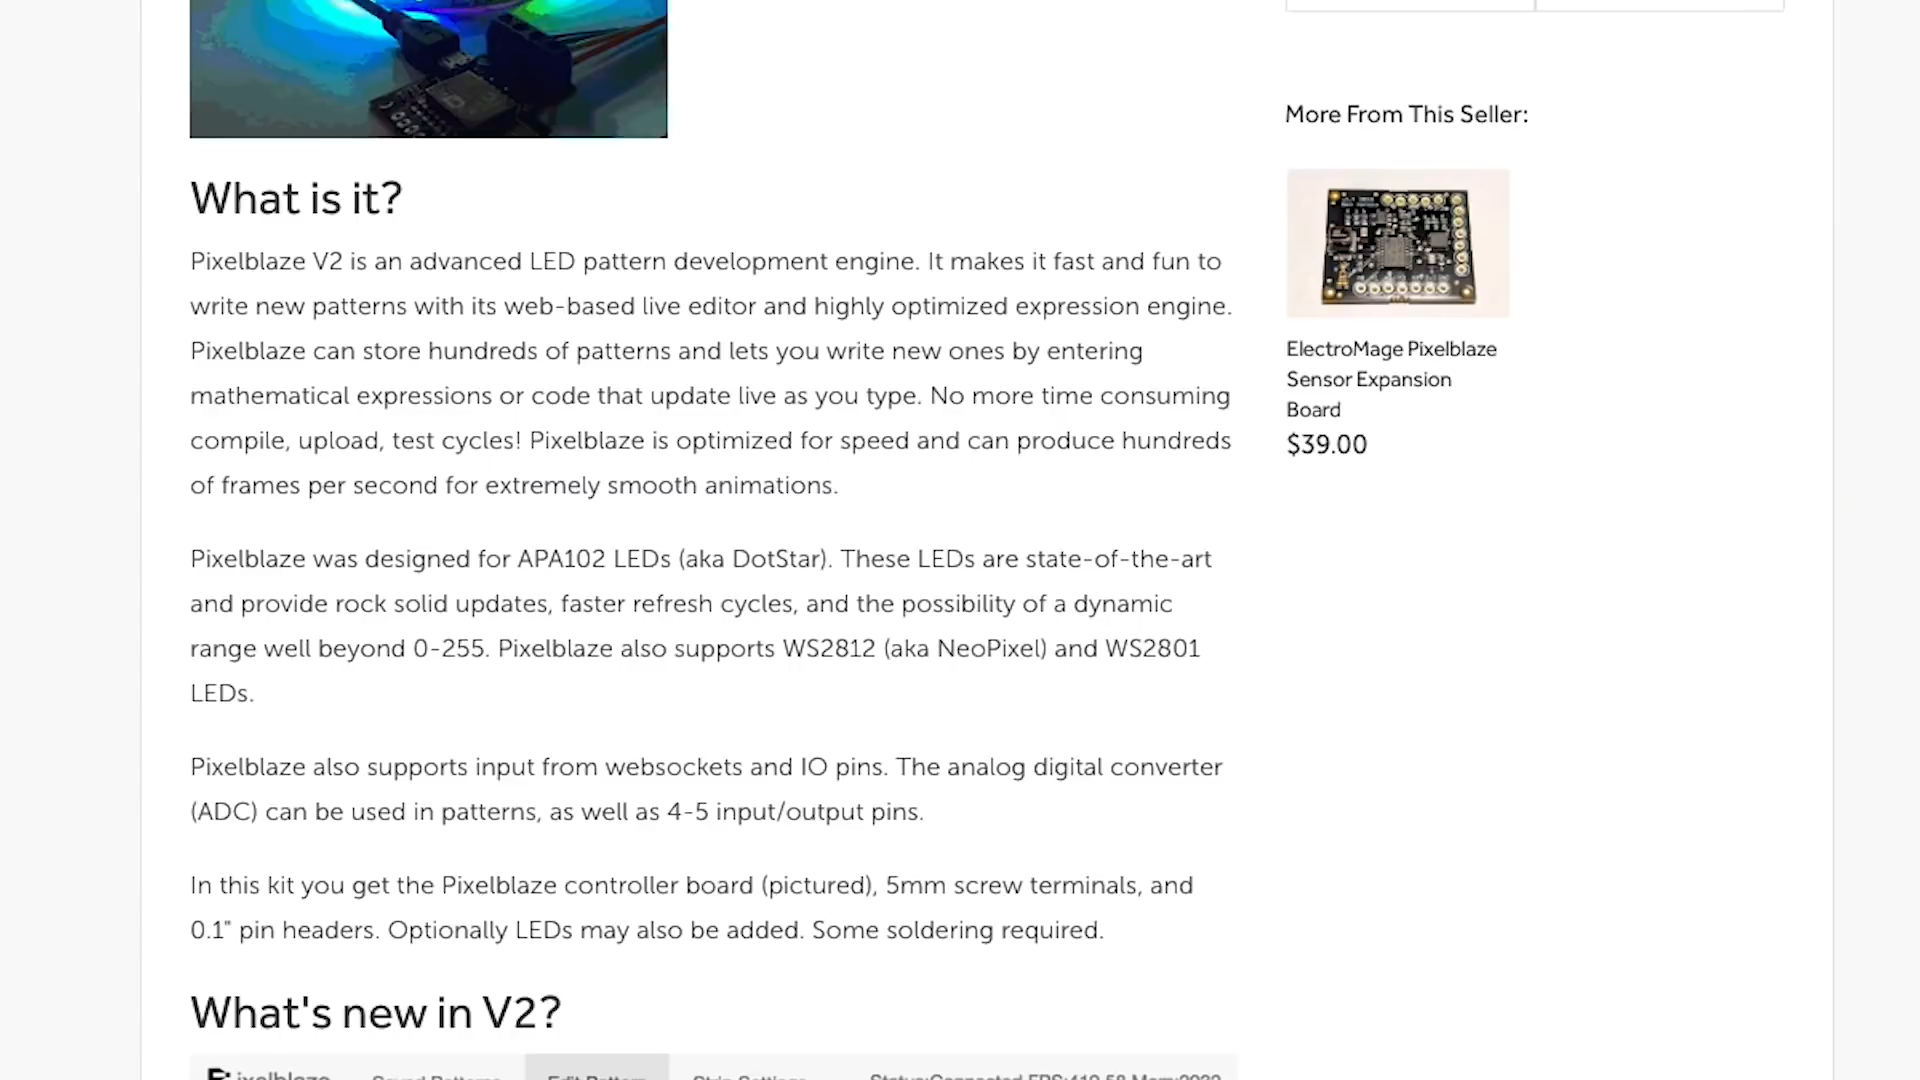 More From This Seller:
What is it?
Pixelblaze V2 is an advanced LED pattern development engine. It makes it fast and fun to
write new patterns with its web-based live editor and highly optimized expression engine.
Pixelblaze can store hundreds of patterns and lets you write new ones by entering
mathematical expressions or code that update live as you type. No more time consuming
compile, upload, test cycles! Pixelblaze is optimized for speed and can produce hundreds
of frames per second for extremely smooth animations.
ElectroMage Pixelblaze
Sensor Expansion
Board
$39.00
Pixelblaze was designed for APA102 LEDs (aka DotStar). These LEDs are state-of-the-art
and provide rock solid updates, faster refresh cycles, and the possibility of a dynamic
range well beyond 0-255. Pixelblaze also supports WS2812 (aka NeoPixel) and WS2801
LEDs.
Pixelblaze also supports input from websockets and IO pins. The analog digital converter
(ADC) can be used in patterns, as well as 4-5 input/output pins.
In this kit you get the Pixelblaze controller board (pictured), 5mm screw terminals, and
0.1" pin headers. Optionally LEDs may also be added. Some soldering required.
What's new in V2?